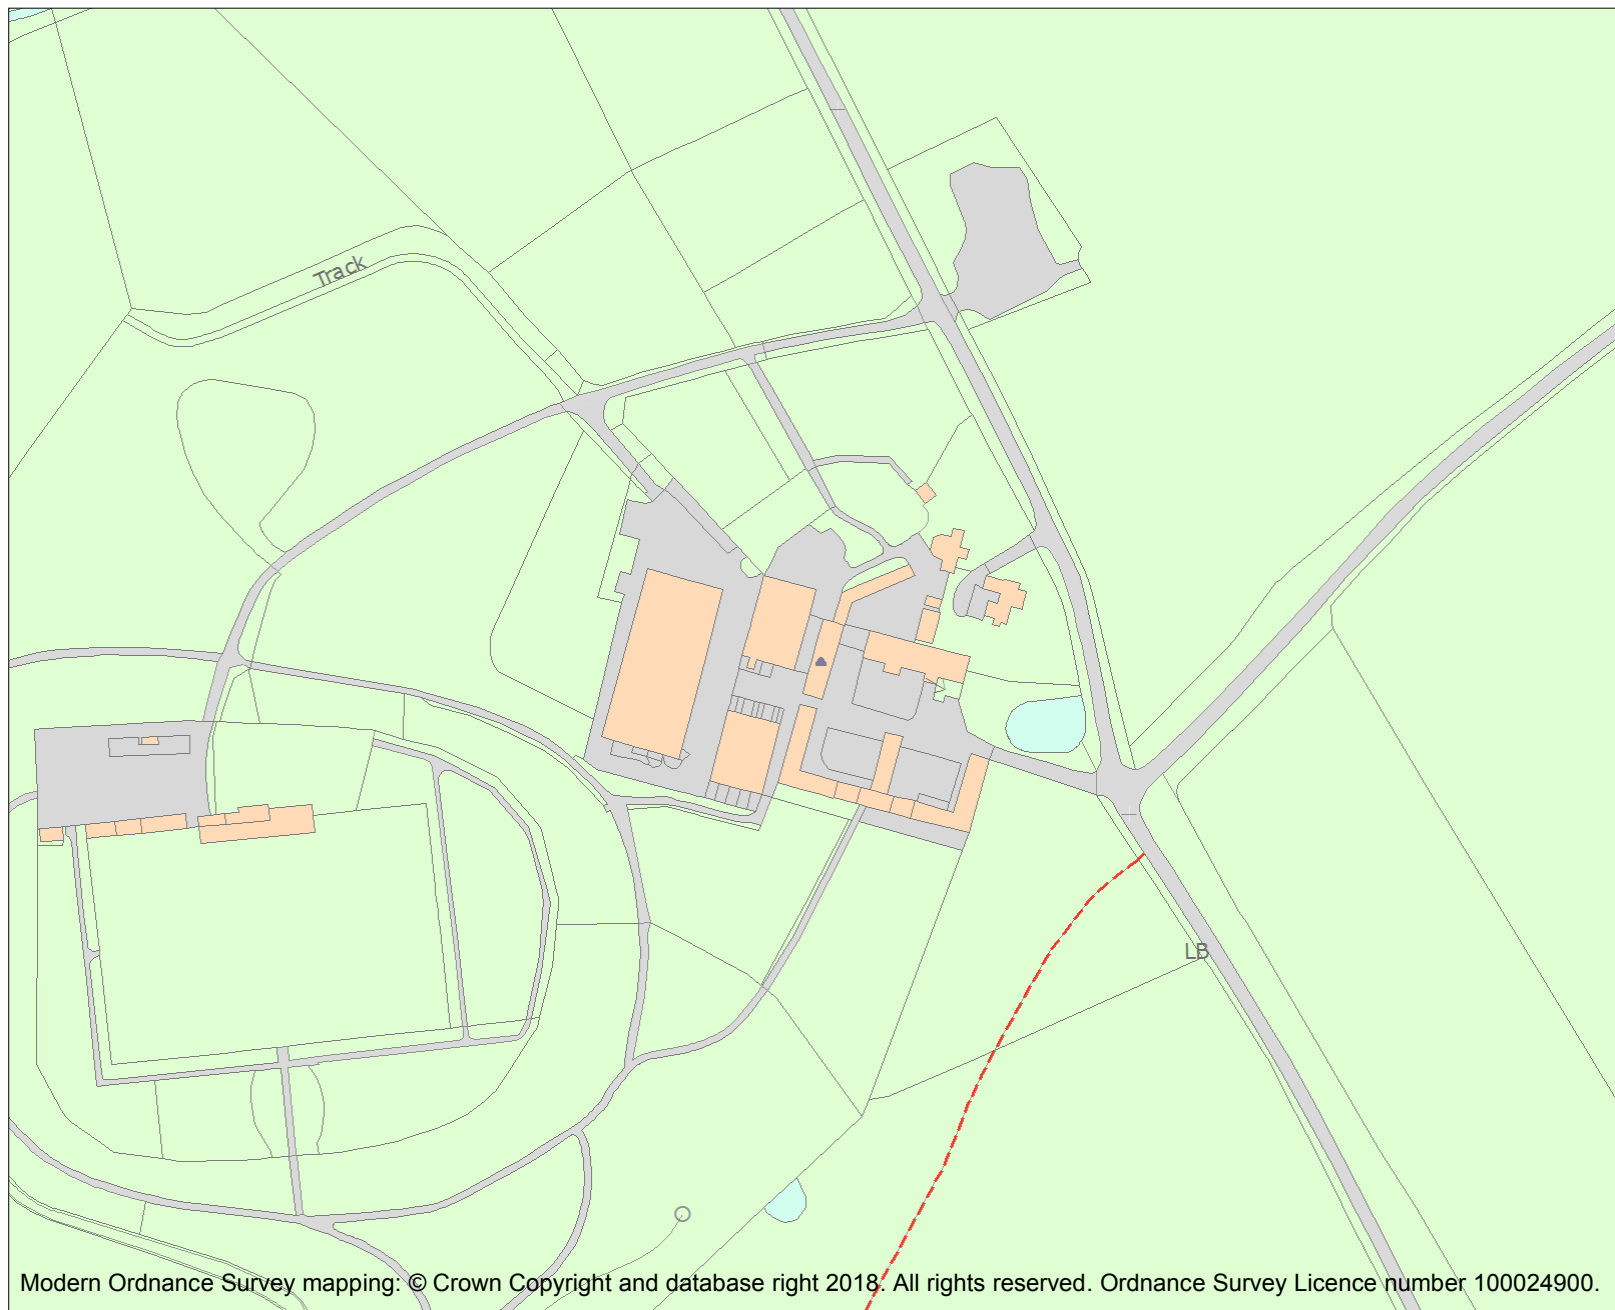 Track
LB
Modern Ordnance Survey mapping: © Crown Copyright and database right 2018. All rights reserved. Ordnance Survey Licence number 100024900.